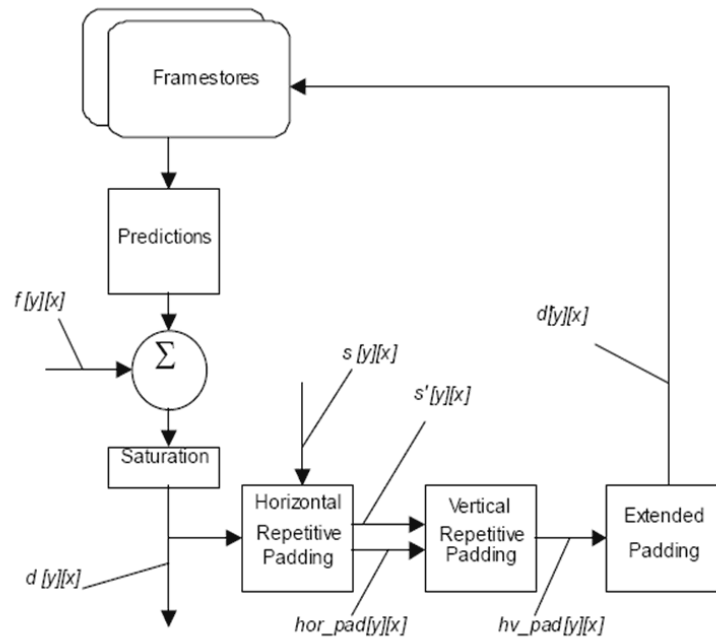 Framestores
Predictions
f [y][x]
Σ
s [y][x]
d[y][x]
s' [y][x]
Saturation
Horizontal
Repetitive
Padding
Vertical
Repetitive
Padding
Extended
Padding
d [y][x]
hor_pad[y][x]
hv_pad[y][x]